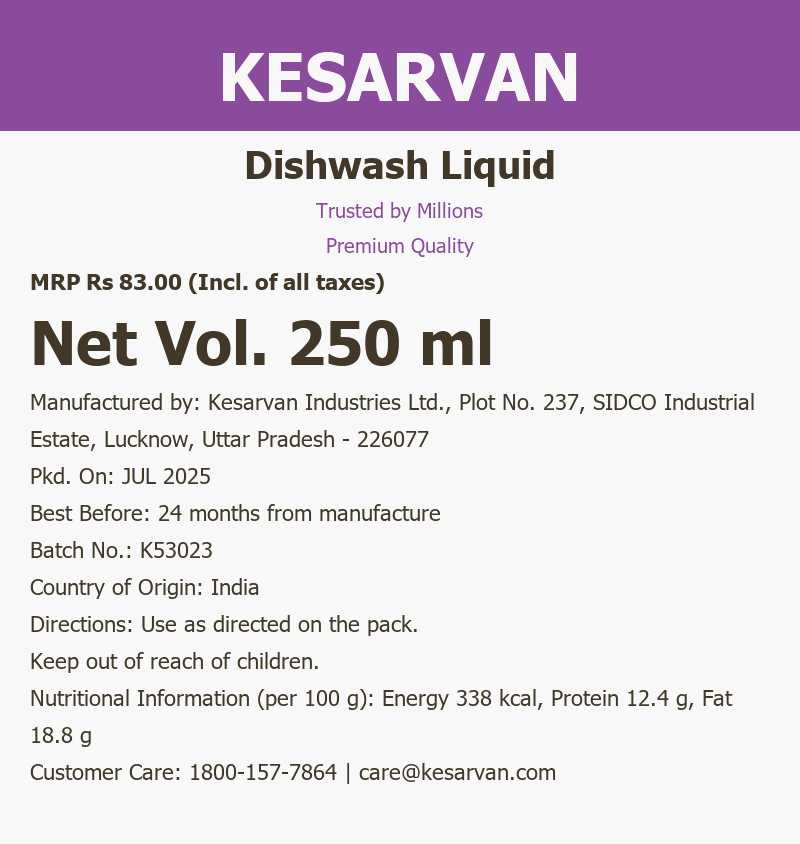 KESARVAN
Dishwash Liquid
Trusted by Millions
Premium Quality
MRP Rs 83.00 (Incl. of all taxes)
Net Vol. 250 ml
Manufactured by: Kesarvan Industries Ltd., Plot No. 237, SIDCO Industrial
Estate, Lucknow, Uttar Pradesh - 226077
Pkd. On: JUL 2025
Best Before: 24 months from manufacture
Batch No.: K53023
Country of Origin: India
Directions: Use as directed on the pack.
Keep out of reach of children.
Nutritional Information (per 100 g): Energy 338 kcal, Protein 12.4 g, Fat
18.8 g
Customer Care: 1800-157-7864 | care@kesarvan.com